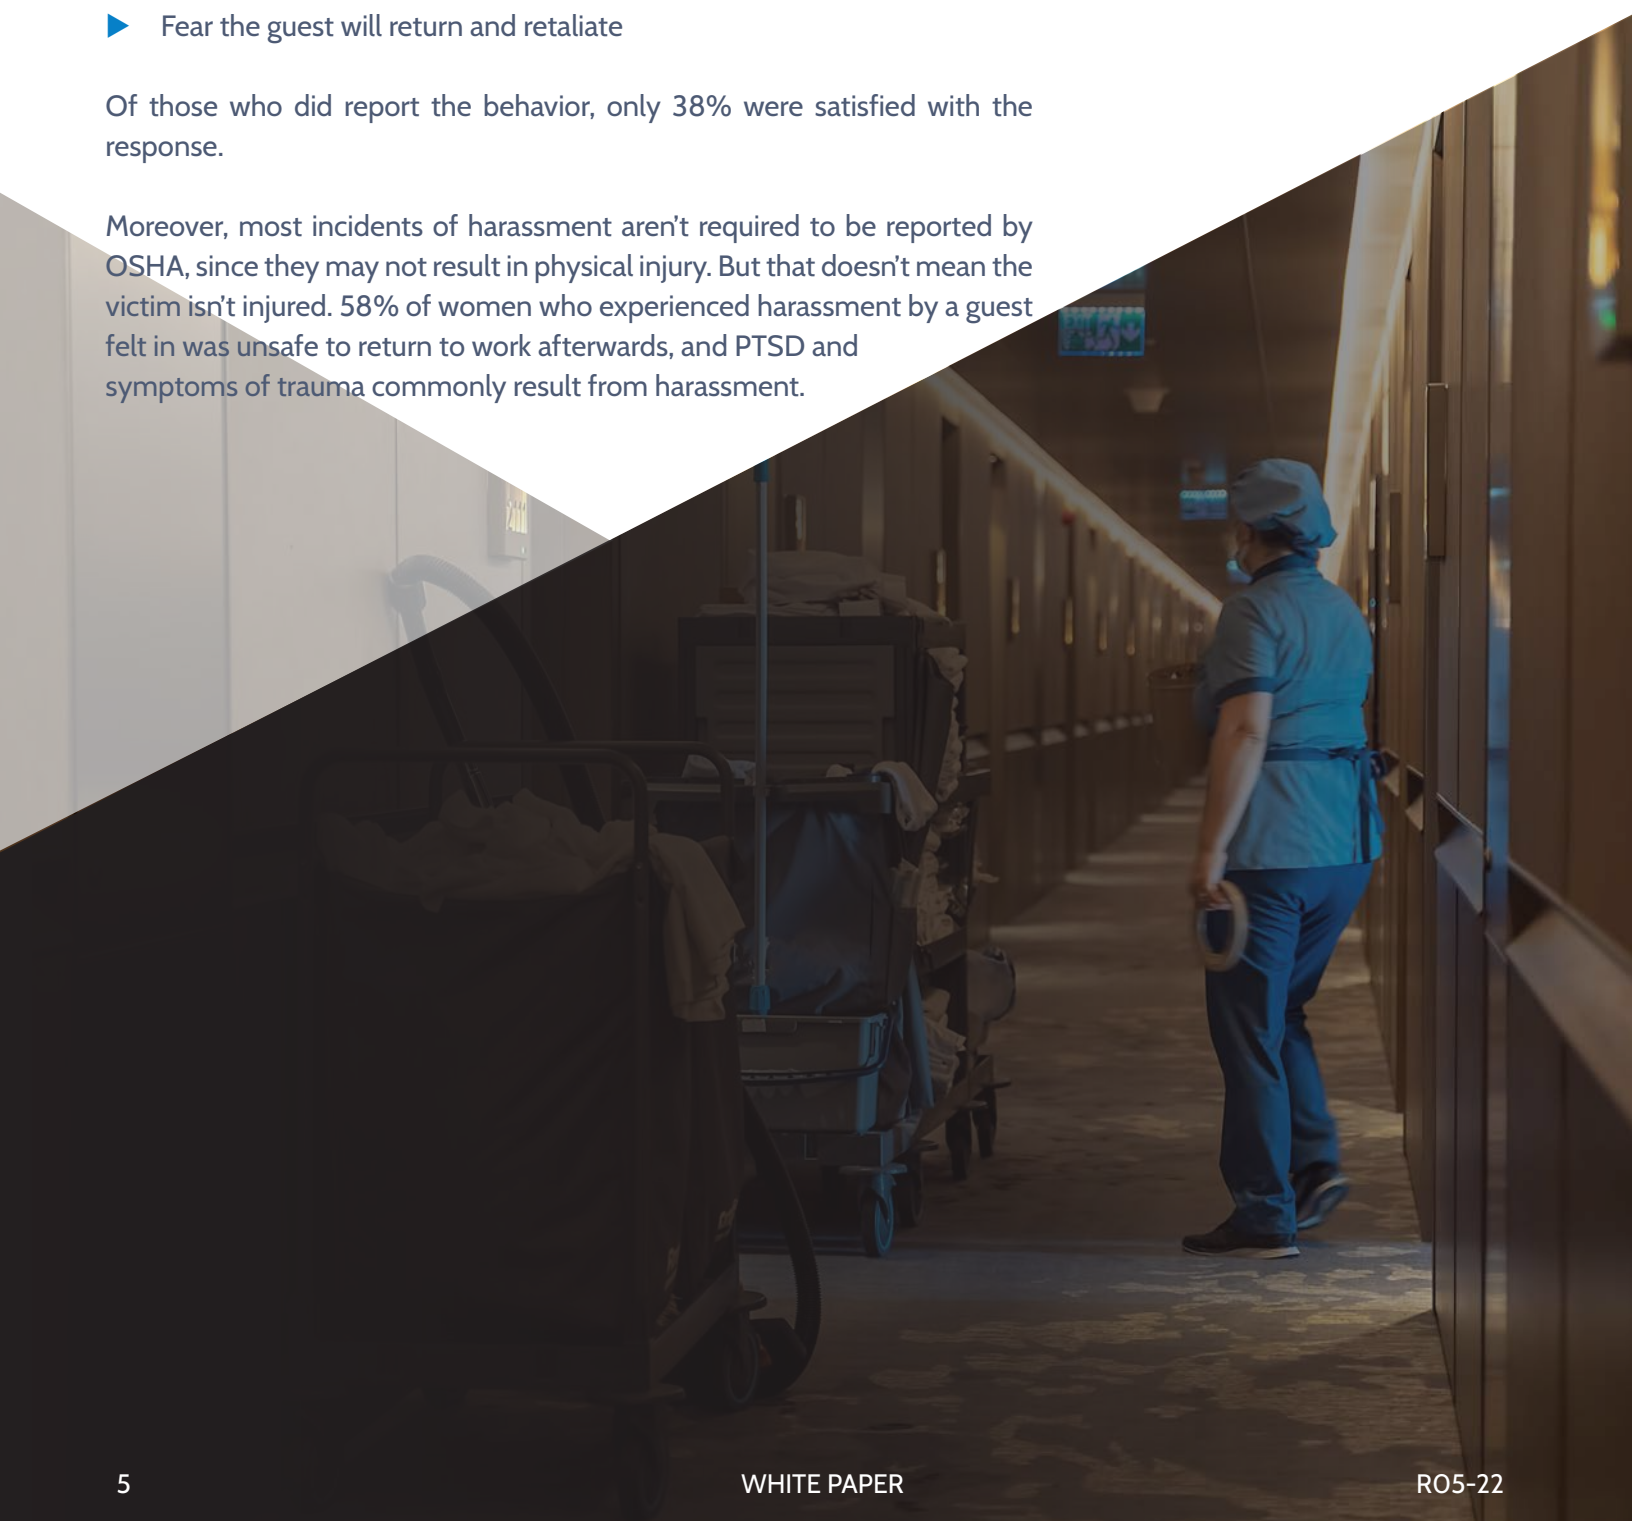 Fear the guest will return and retaliate
Of those who did report the behavior, only 38% were satisfied with the
response.
Moreover, most incidents of harassment aren't required to be reported by
OSHA, since they may not result in physical injury. But that doesn't mean the
victim isn't injured. 58% of women who experienced harassment by a guest
felt in was unsafe to return to work afterwards, and PTSD and
symptoms of trauma commonly result from harassment.
5
WHITE PAPER
R05-22